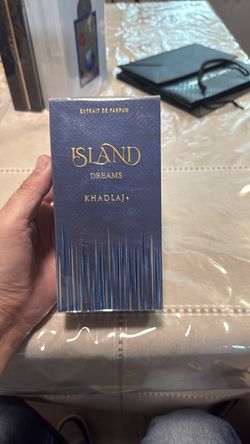 EXTRAIT DE PARFUM
ISLAND
DREAMS
KHADLAJ+